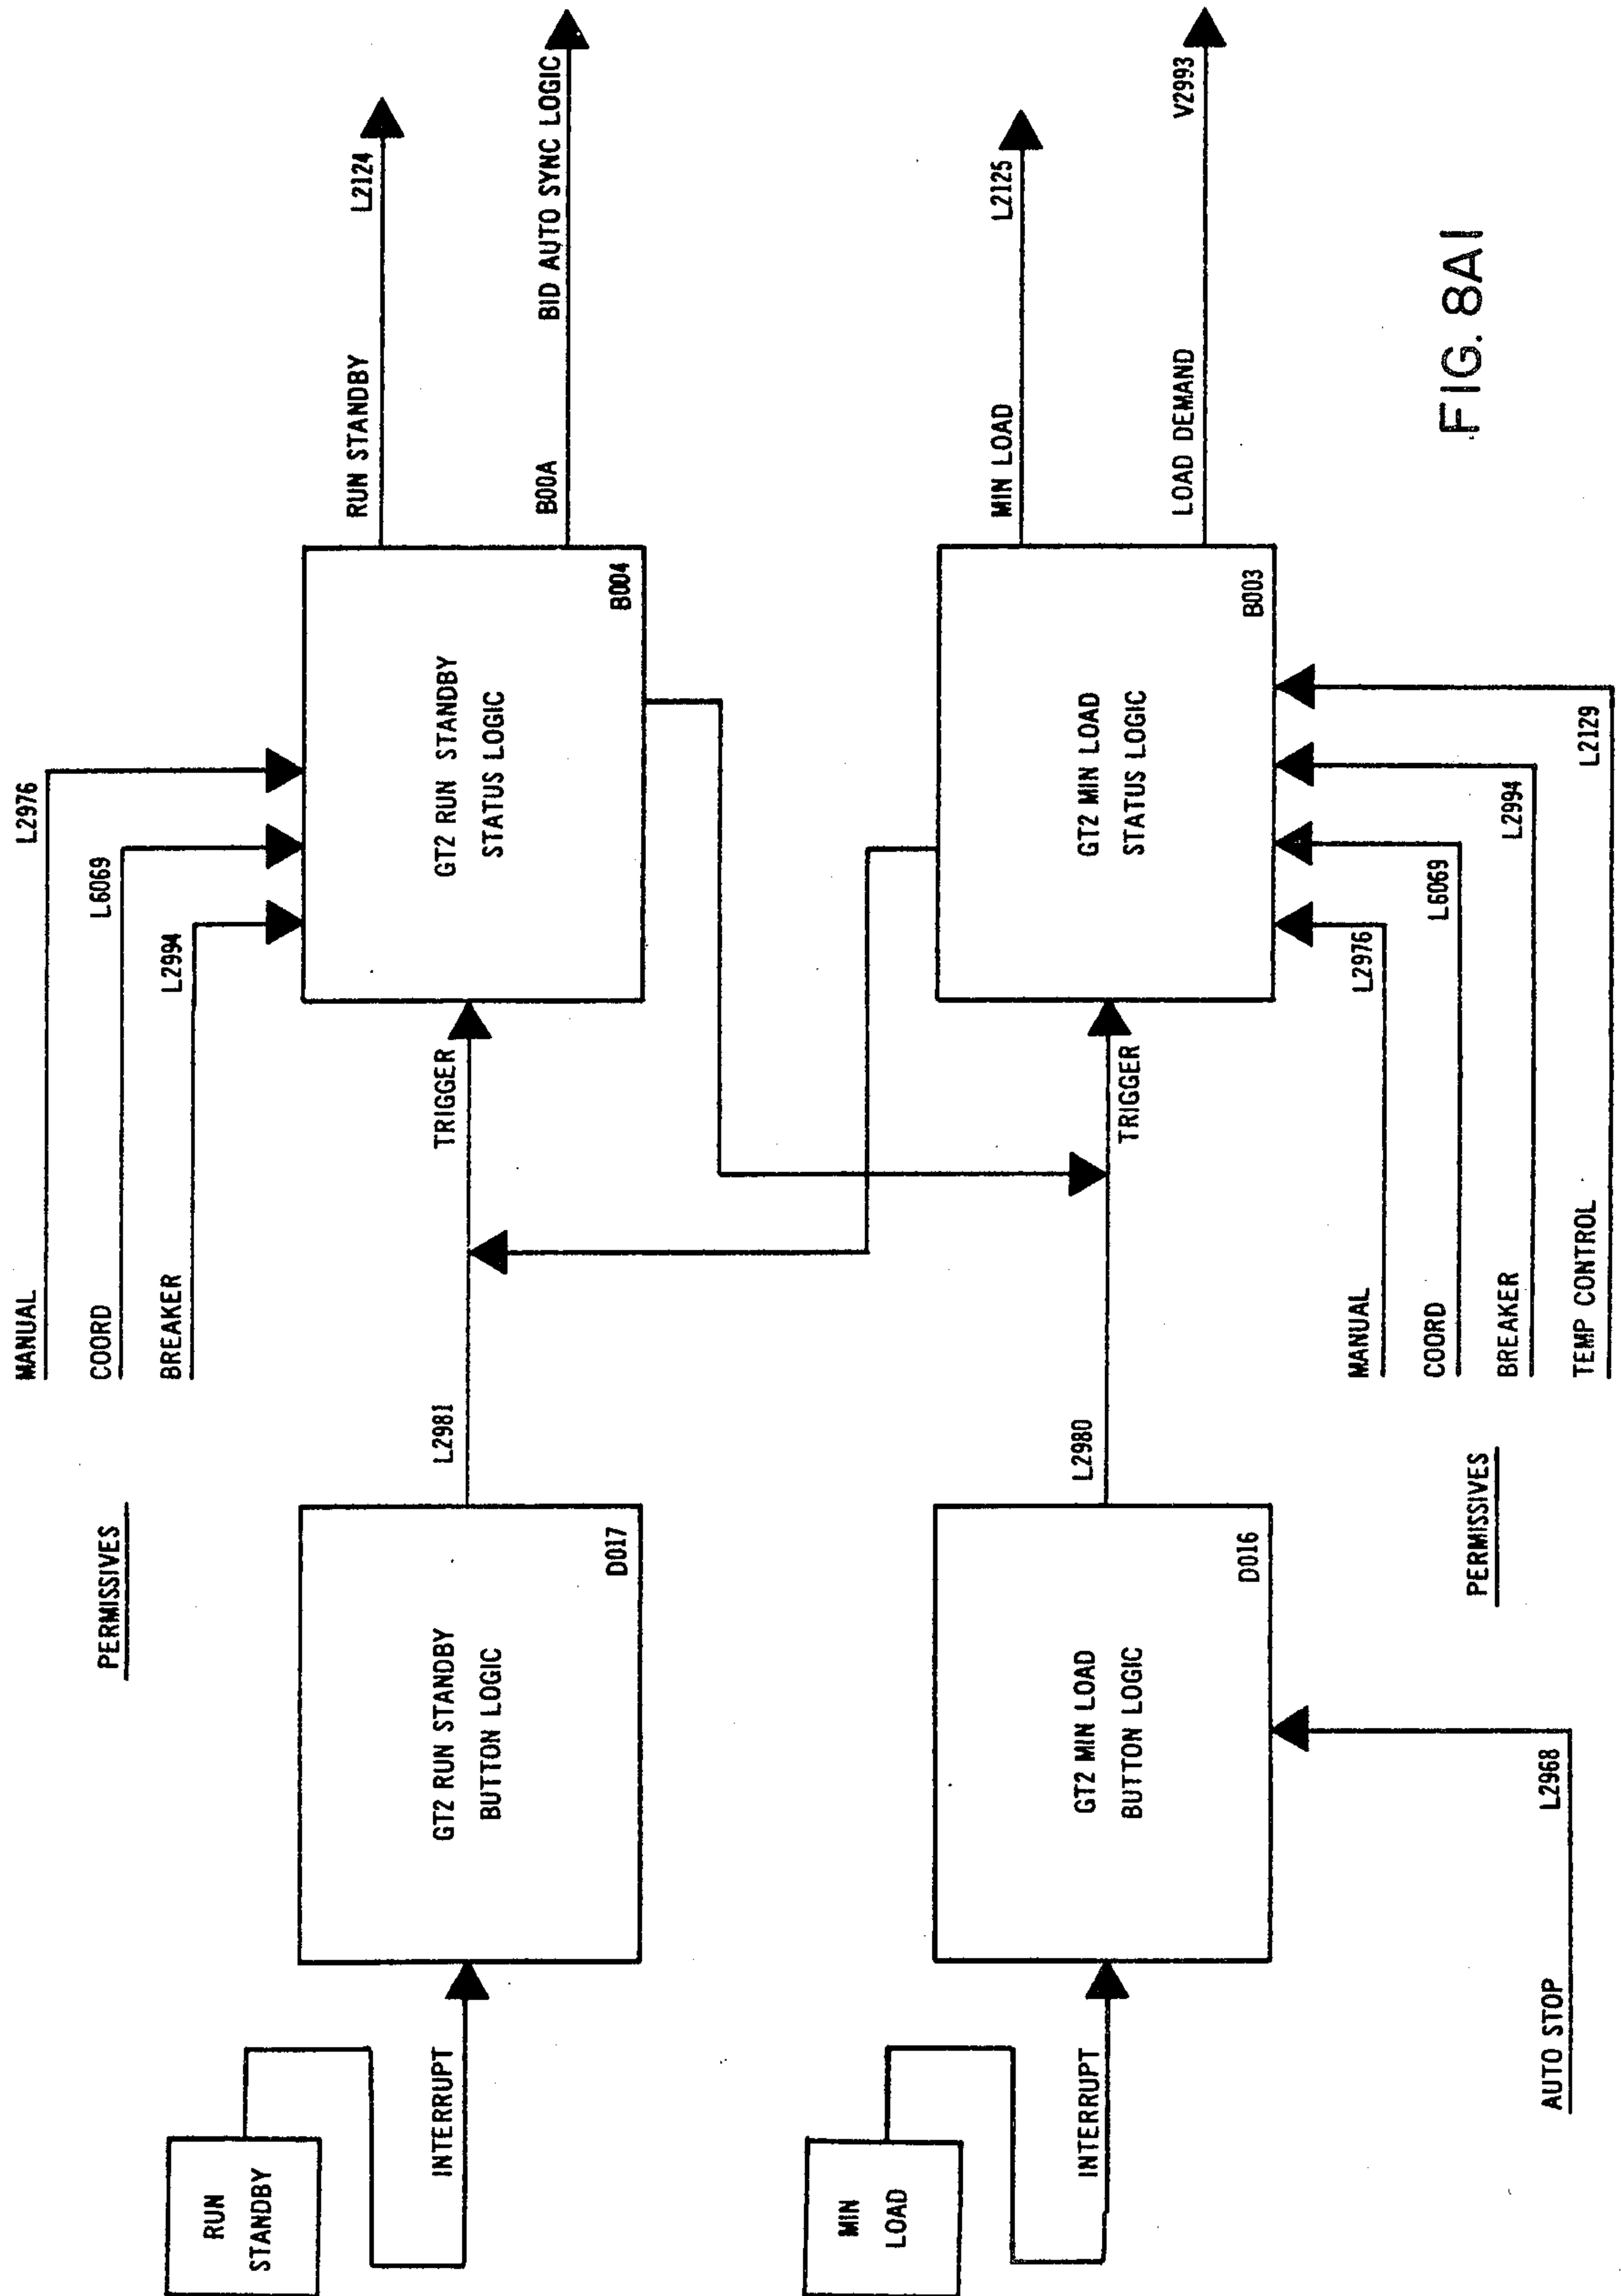 PERMISSIVES
MANUAL
L2976
COORD
L6069
BREAKER
L2994
RUN
STANDBY
INTERRUPT
GT2 RUN STANDBY
BUTTON LOGIC
D017
L2981
TRIGGER
GT2 RUN STANDBY
STATUS LOGIC
B004
RUN STANDBY
L2124
B00A
BID AUTO SYNC LOGIC
MIN
LOAD
INTERRUPT
GT2 MIN LOAD
BUTTON LOGIC
D016
L2980
TRIGGER
GT2 MIN LOAD
STATUS LOGIC
B003
MIN LOAD
L2125
LOAD DEMAND
V2993
AUTO STOP
L2968
PERMISSIVES
MANUAL
L2976
COORD
L6069
BREAKER
L2994
TEMP CONTROL
L2129
FIG. 8A1